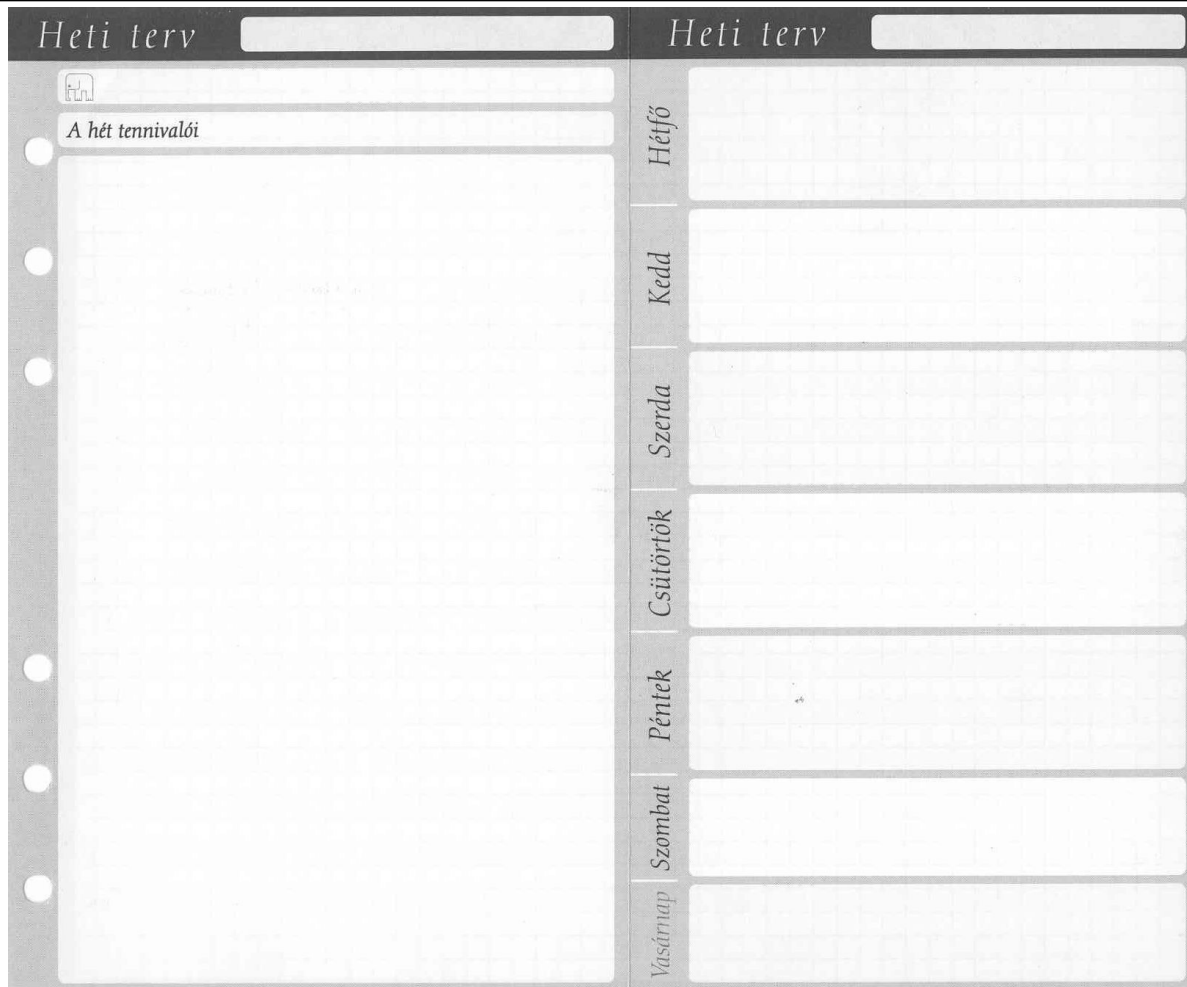 Heti terv
A hét tennivalói
Heti terv
Hétfő
Kedd
Szerda
Csütörtök
Péntek
Szombat
Vasárnap